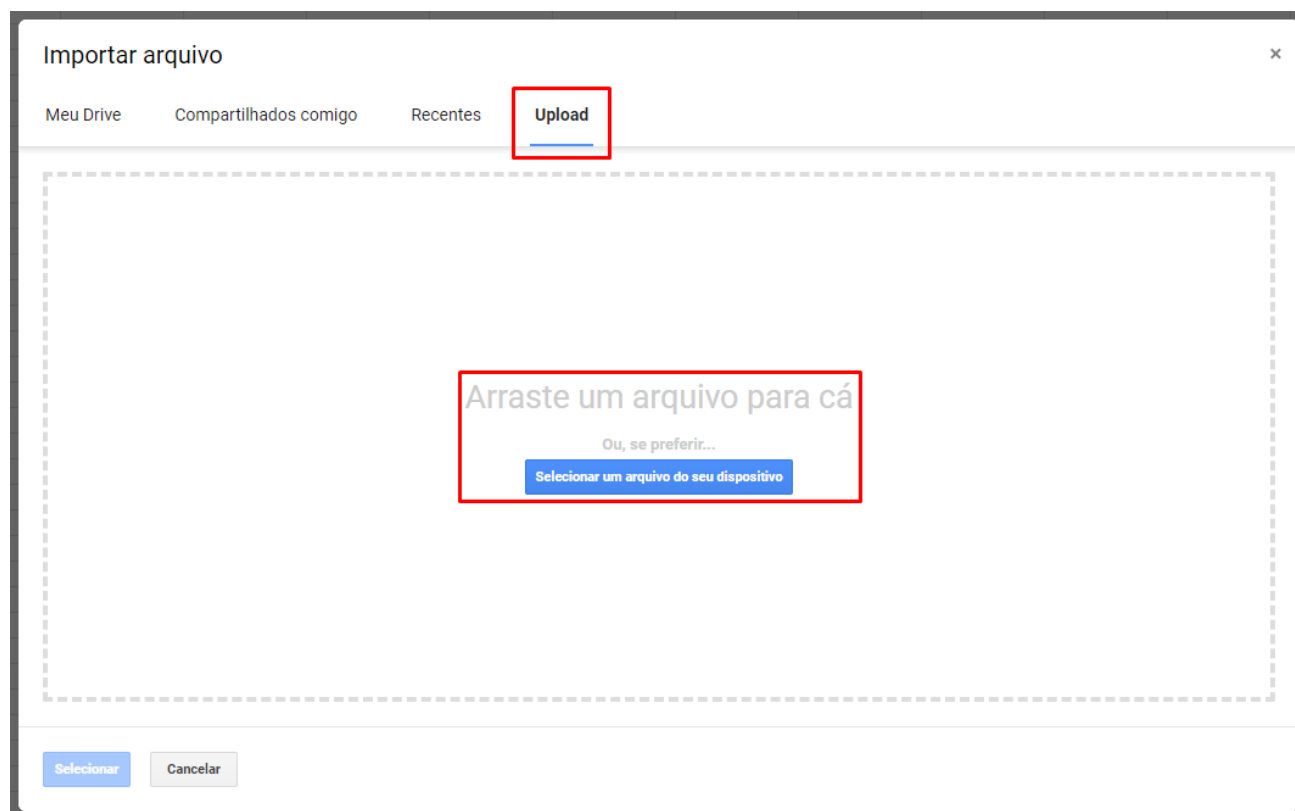 Importar arquivo ×
Meu Drive Compartilhados comigo Recentes Upload
Arraste um arquivo para cá
Ou, se preferir...
Selecionar um arquivo do seu dispositivo
Selecionar Cancelar